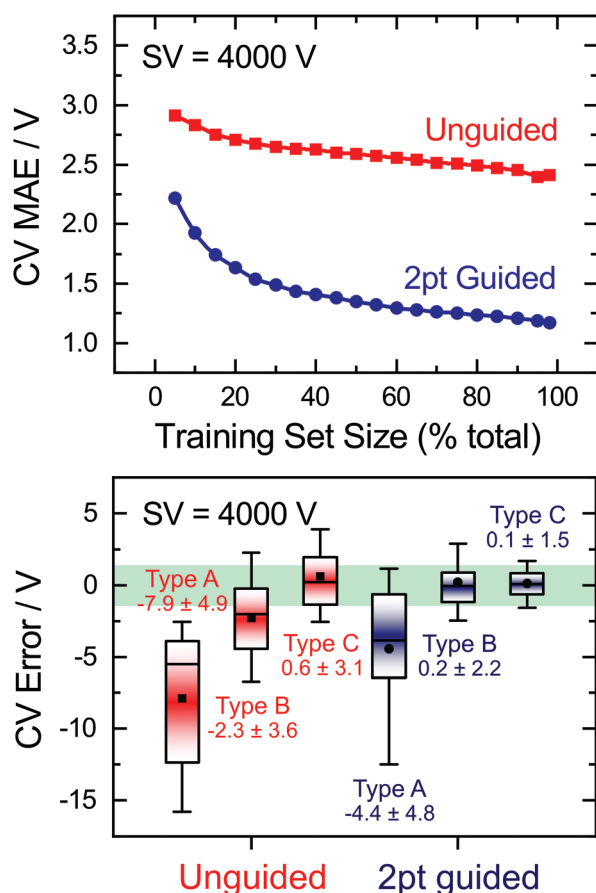 SV = 4000 V
Unguided
2pt Guided
CV MAE / V
3.5
3.0
2.5
2.0
1.5
1.0
0
20
40
60
80
100
Training Set Size (% total)
SV = 4000 V
Type C
0.1 ± 1.5
Type A
-7.9 ± 4.9
Type C
0.6 ± 3.1
Type B
0.2 ± 2.2
Type B
-2.3 ± 3.6
Type A
-4.4 ± 4.8
CV Error / V
5
0
-5
-10
-15
Unguided
2pt guided